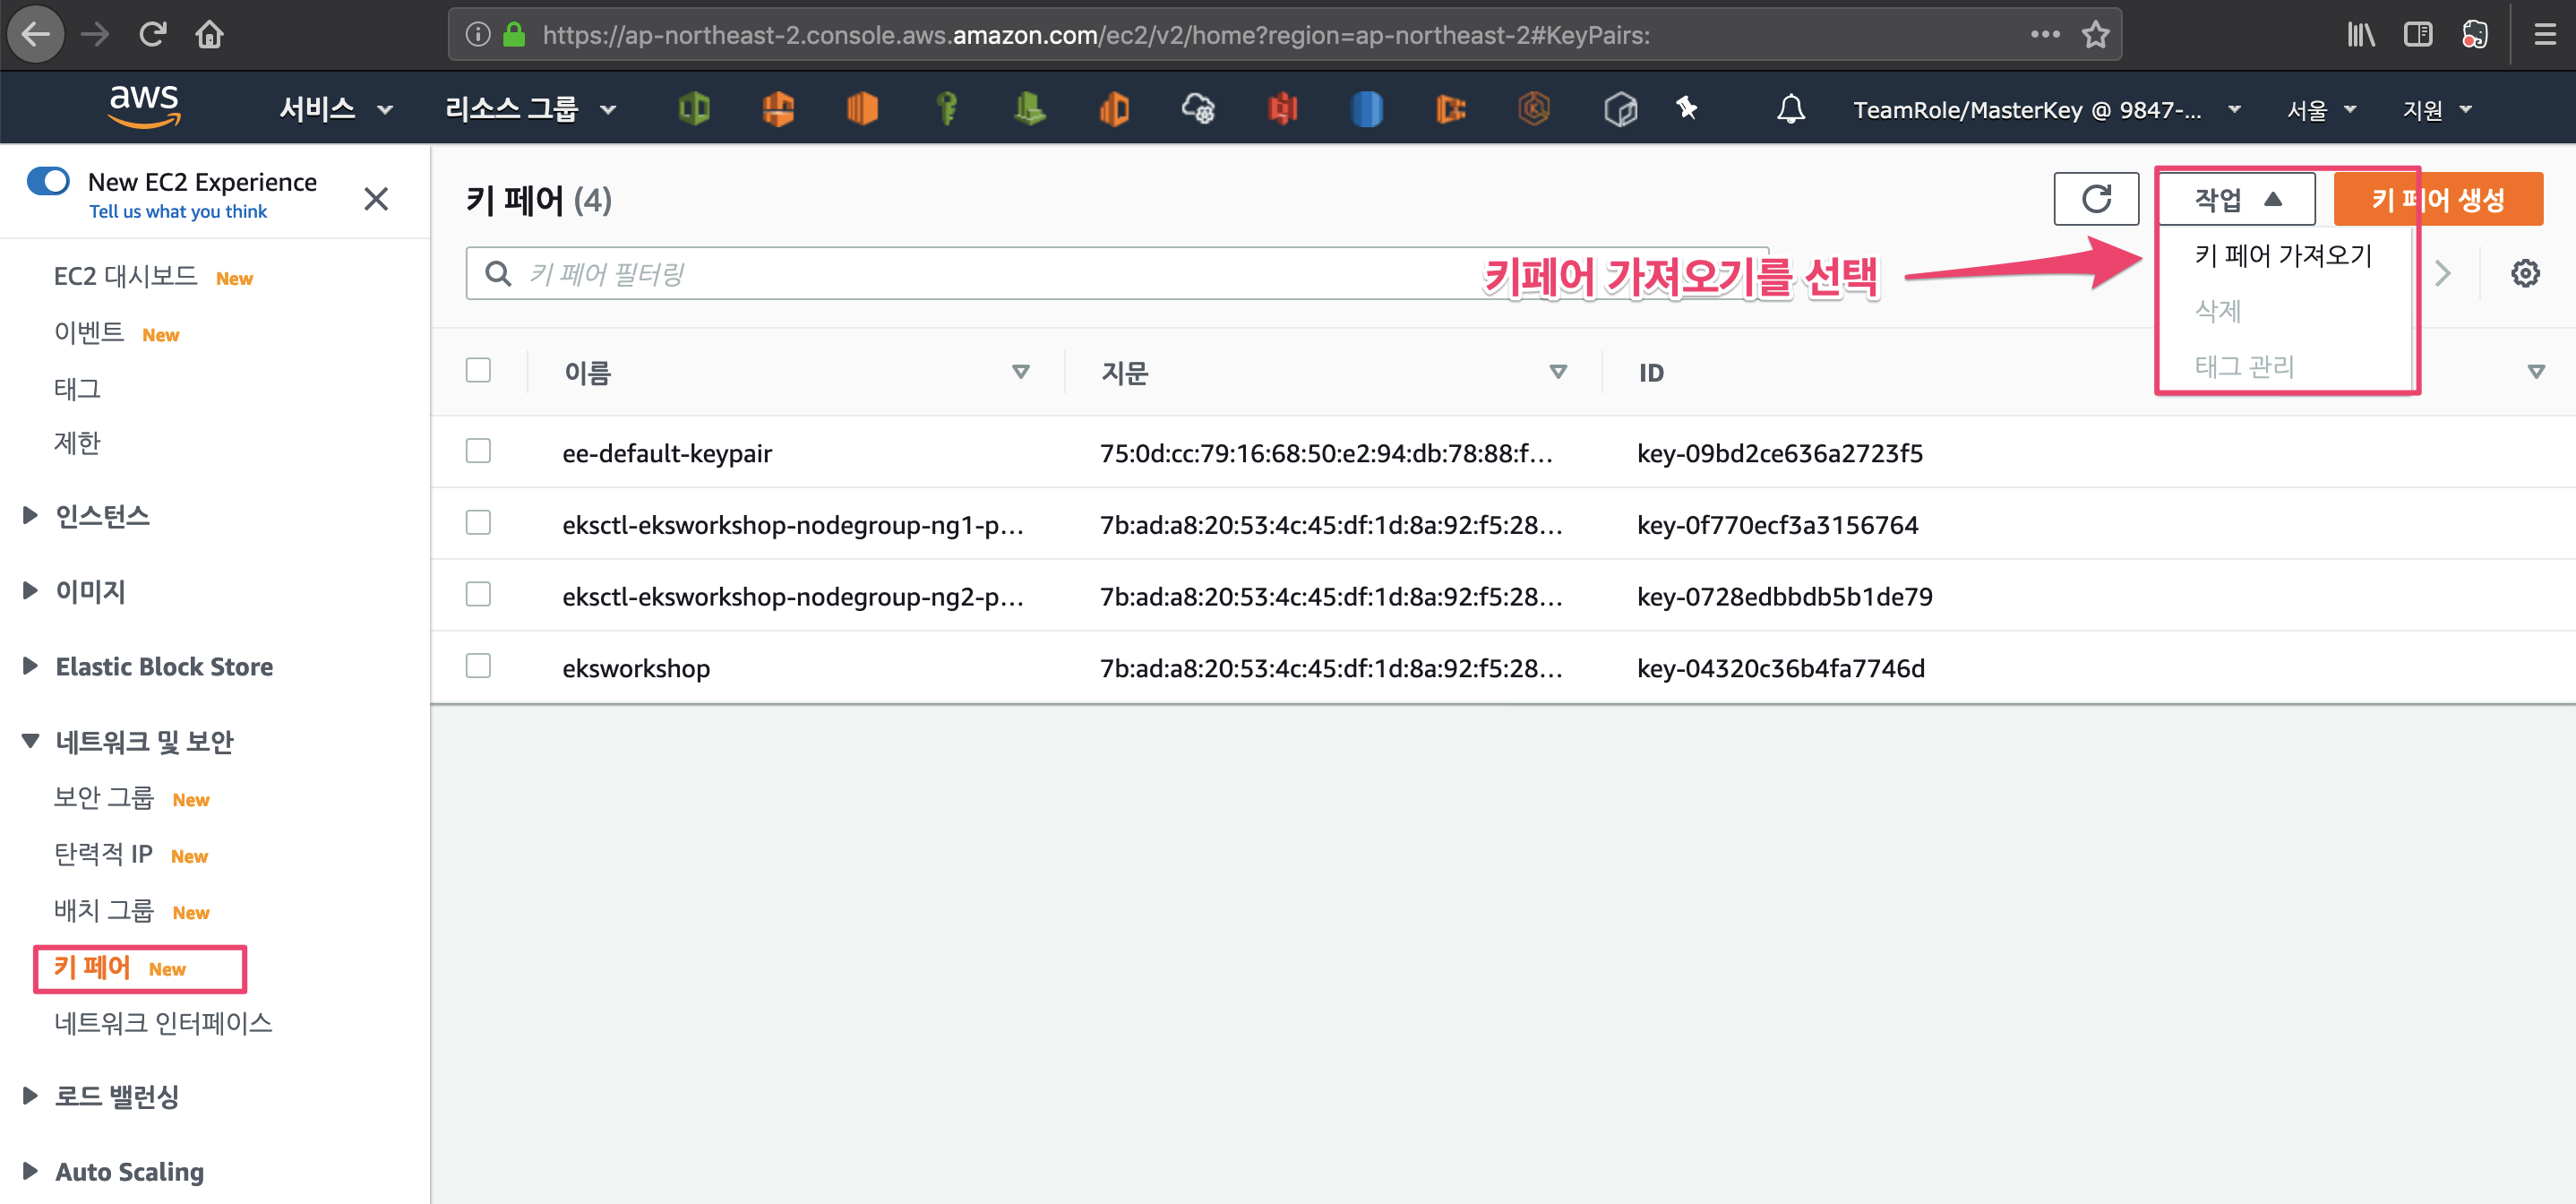 https://ap-northeast-2.console.aws.amazon.com/ec2/v2/home?region=ap-northeast-2#KeyPairs:
aws
서비스
리소스 그룹
TeamRole/MasterKey @ 9847-...
서울
지원
New EC2 Experience
Tell us what you think
EC2 대시보드 New
이벤트 New
태그
제한
인스턴스
이미지
Elastic Block Store
네트워크 및 보안
보안 그룹 New
탄력적 IP New
배치 그룹 New
키 페어 New
네트워크 인터페이스
로드 밸런싱
Auto Scaling
키 페어 (4)
작업
키 페어 생성
키 페어 필터링
키페어 가져오기를 선택
키 페어 가져오기
삭제
태그 관리
이름 지문 ID
ee-default-keypair 75:0d:cc:79:16:68:50:e2:94:db:78:88:f... key-09bd2ce636a2723f5
eksctl-eksworkshop-nodegroup-ng1-p... 7b:ad:a8:20:53:4c:45:df:1d:8a:92:f5:28... key-0f770ecf3a3156764
eksctl-eksworkshop-nodegroup-ng2-p... 7b:ad:a8:20:53:4c:45:df:1d:8a:92:f5:28... key-0728edbbdb5b1de79
eksworkshop 7b:ad:a8:20:53:4c:45:df:1d:8a:92:f5:28... key-04320c36b4fa7746d